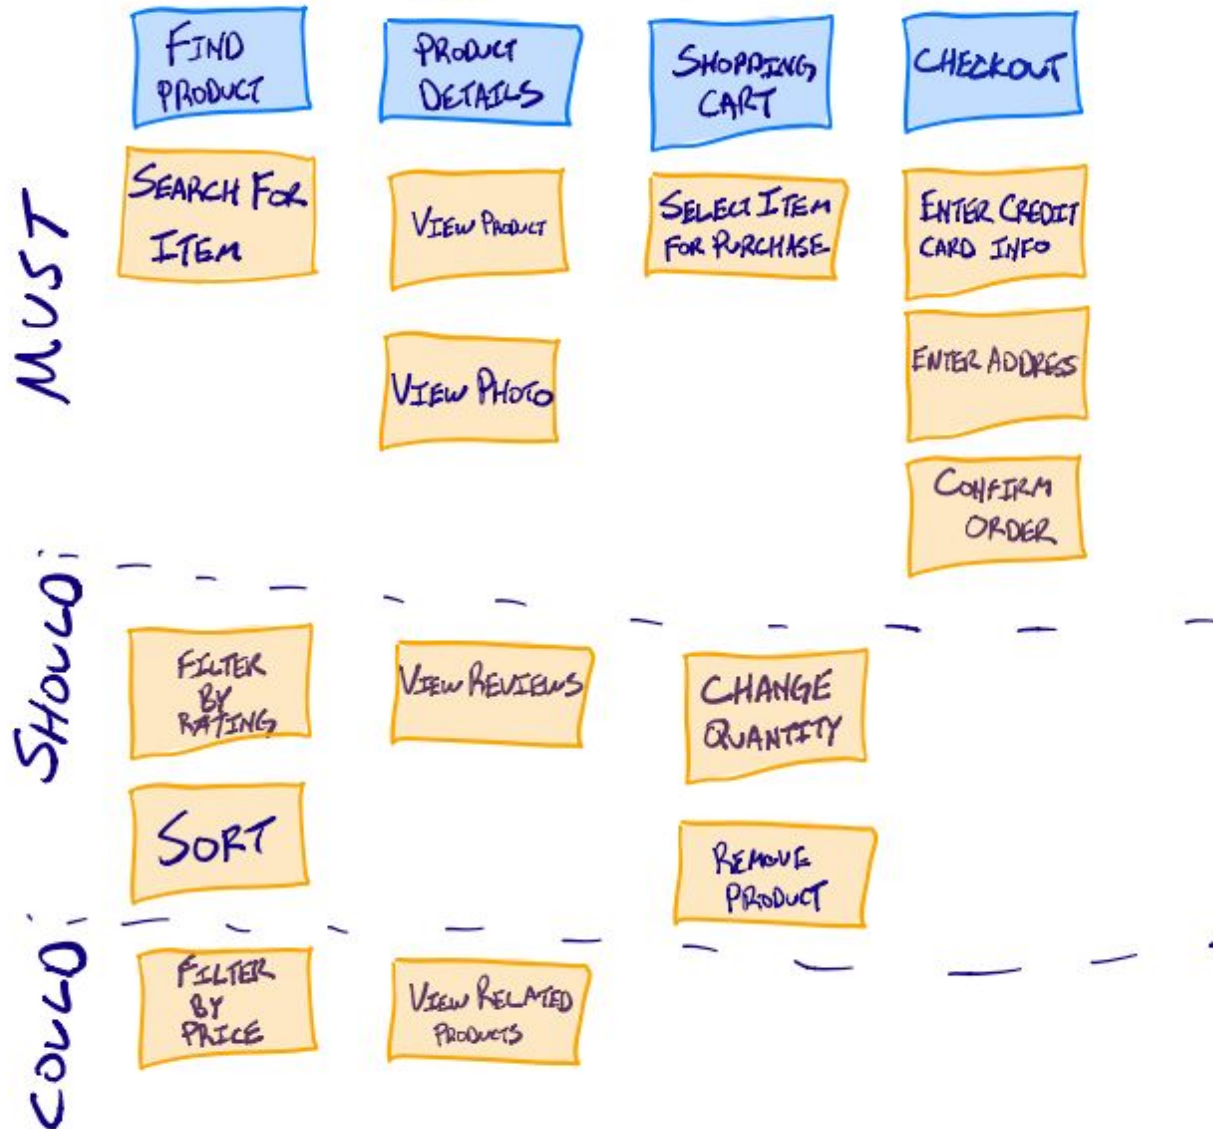 FIND
PRODUCT
PRODUCT
DETAILS
SHOPPING
CART
CHECKOUT
MUST
SEARCH FOR
ITEM
VIEW PRODUCT
SELECT ITEM
FOR PURCHASE
ENTER CREDIT
CARD INFO
VIEW PHOTO
ENTER ADDRESS
CONFIRM
ORDER
SHOULD
FILTER
BY
RATING
VIEW REVIEWS
CHANGE
QUANTITY
SORT
REMOVE
PRODUCT
COULD
FILTER
BY
PRICE
VIEW RELATED
PRODUCTS